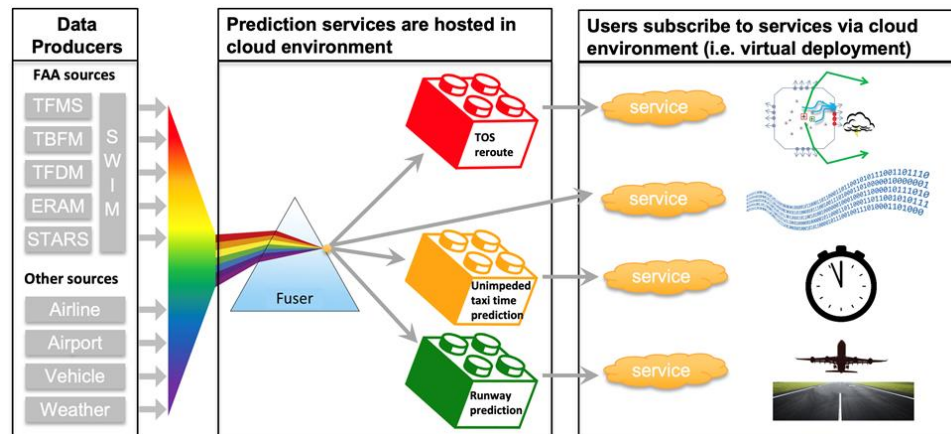 Data
Producers
FAA sources
TFMS
TBFM
TFDM
ERAM
STARS
SWIM
Other sources
Airline
Airport
Vehicle
Weather
Prediction services are hosted in
cloud environment
Fuser
TOS
reroute
Unimpeded
taxi time
prediction
Runway
prediction
Users subscribe to services via cloud
environment (i.e. virtual deployment)
service
service
service
service